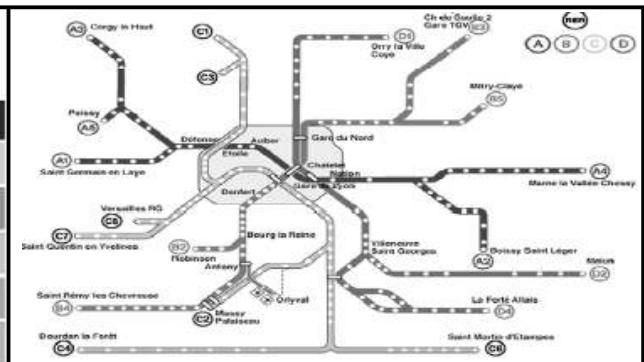 A3 Cergy le Haut
C1
D1
Orry la Ville
Coye
Ch de Gaulle 2
Gare TGV
B3
RER
A B C D
C3
Mitry-Claye
B5
Poissy
A5
Défense
Auber
Etoile
Gare du Nord
A1
Saint Germain en Laye
Chatelet
Nation
Gare de Lyon
A4
Marne la Vallée Chessy
Denfert
Versailles RG
C5
C7
Saint Quentin en Yvelines
B2
Robinson
Bourg la Reine
Antony
Villeneuve
Saint Georges
A2
Boissy Saint Léger
Melun
D2
Saint Rémy les Chevreuse
B4
C2
Massy
Palaiseau
Orlyval
La Ferté Allais
D4
Dourdan la Forêt
C4
Saint Martin d'Etampes
C6